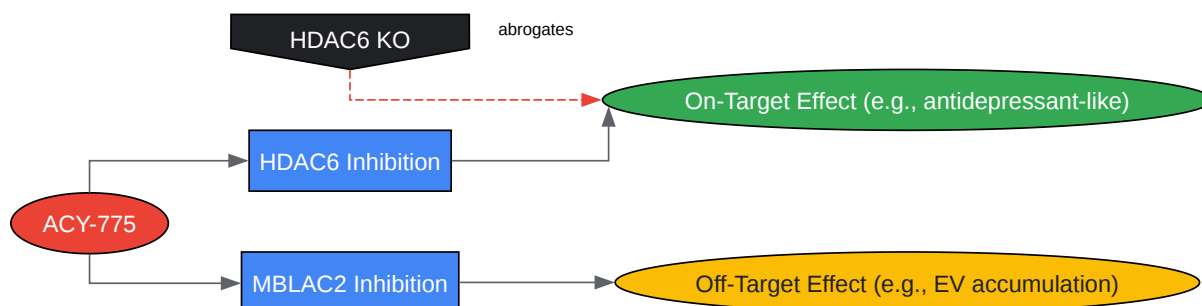 HDAC6 KO
abrogates
On-Target Effect (e.g., antidepressant-like)
HDAC6 Inhibition
ACY-775
MBLAC2 Inhibition
Off-Target Effect (e.g., EV accumulation)